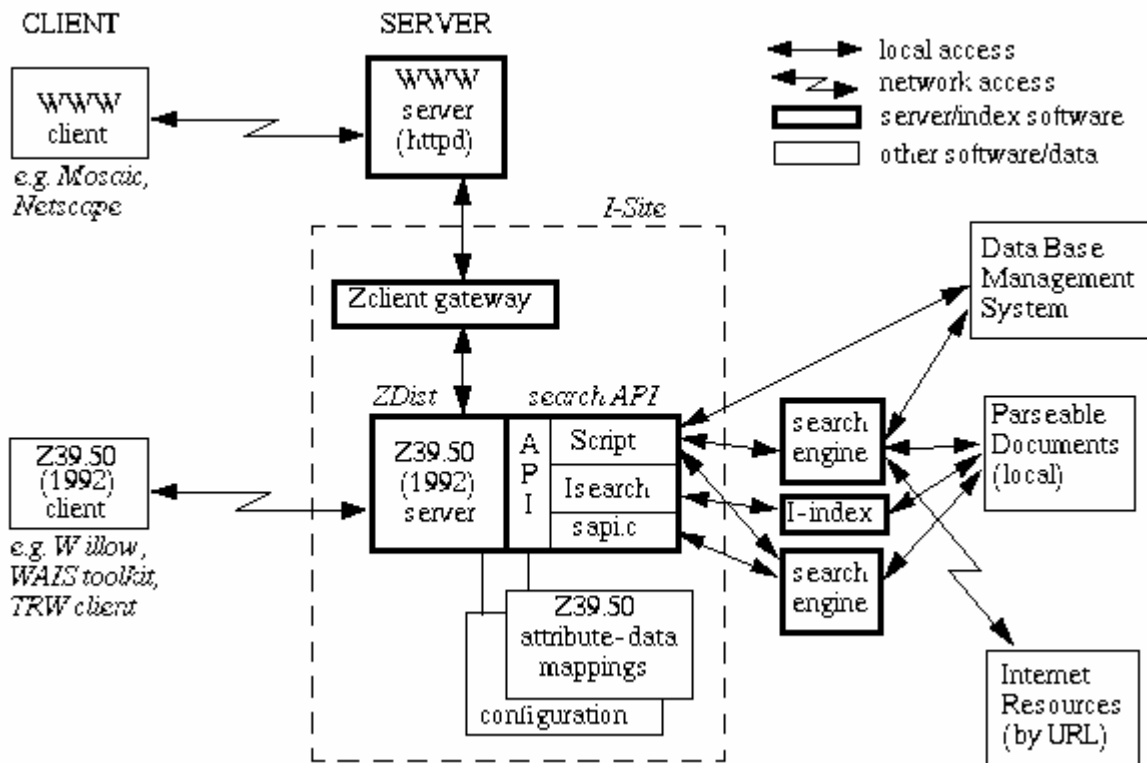 CLIENT
SERVER
WWW
client
e.g. Mosaic,
Netscape
WWW
server
(httpd)
local access
network access
server/index software
other software/data
I-Site
Zclient gateway
Data Base
Management
System
ZDist
search API
Z39.50
(1992)
server
A
P
I
Script
Isearch
sapi.c
search
engine
I-index
search
engine
Parseable
Documents
(local)
Z39.50
(1992)
client
e.g. Willow,
WAIS toolkit,
TRW client
Z39.50
attribute-data
mappings
configuration
Internet
Resources
(by URL)